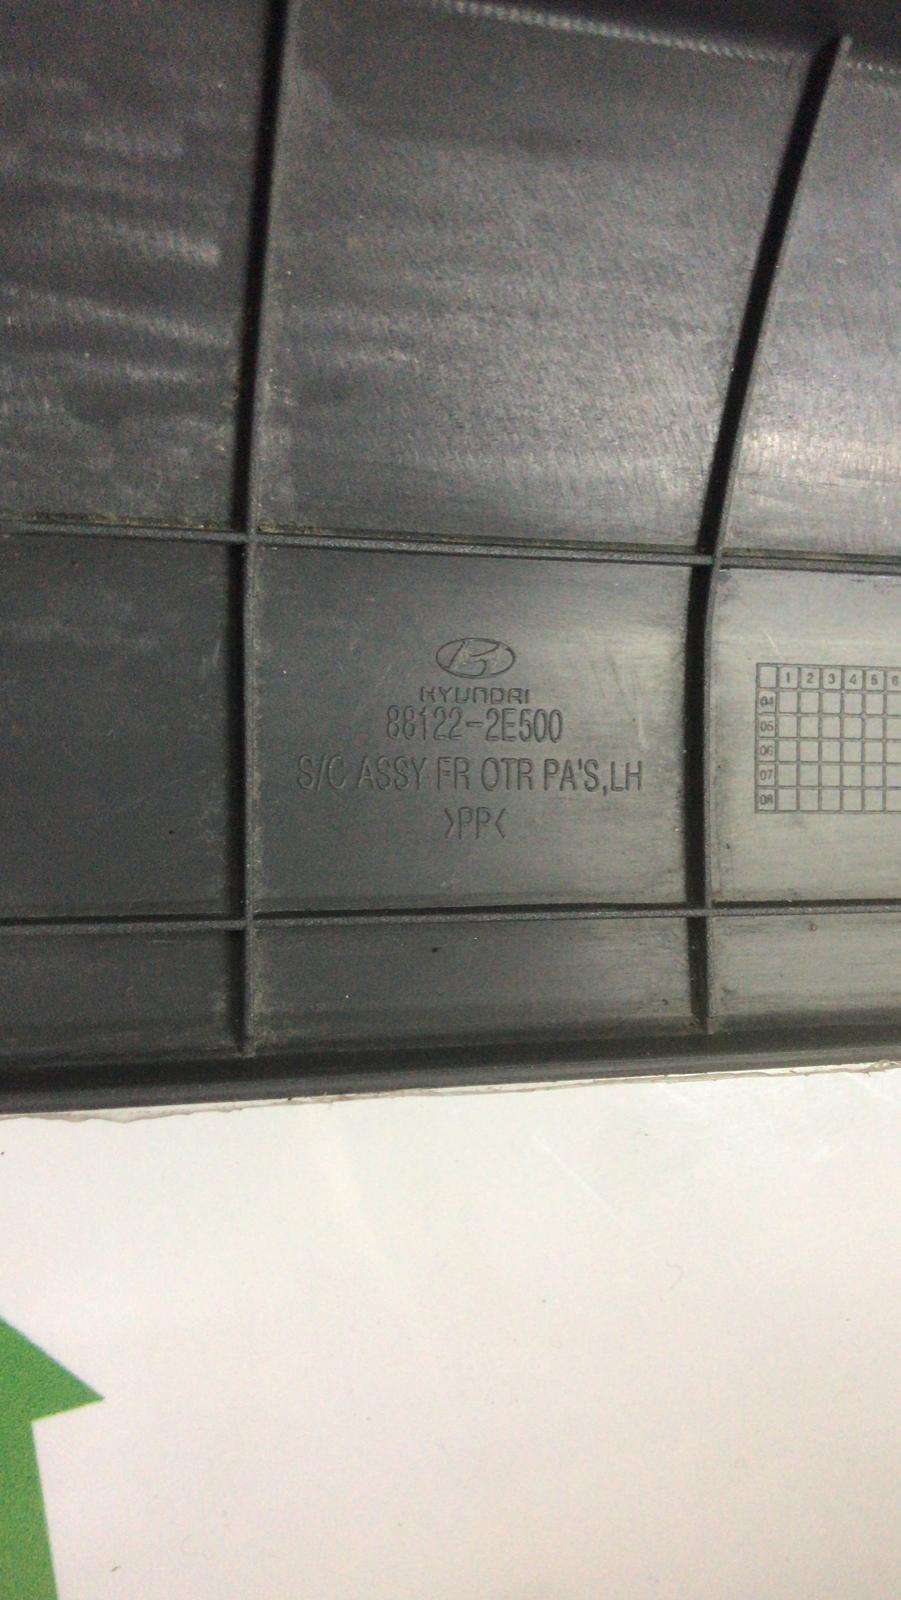 HYUNDAI
88122-2E500
S/C ASSY FR OTR PA'S,LH
>PP<
1 2 3 4 5 6
04
05
06
07
08